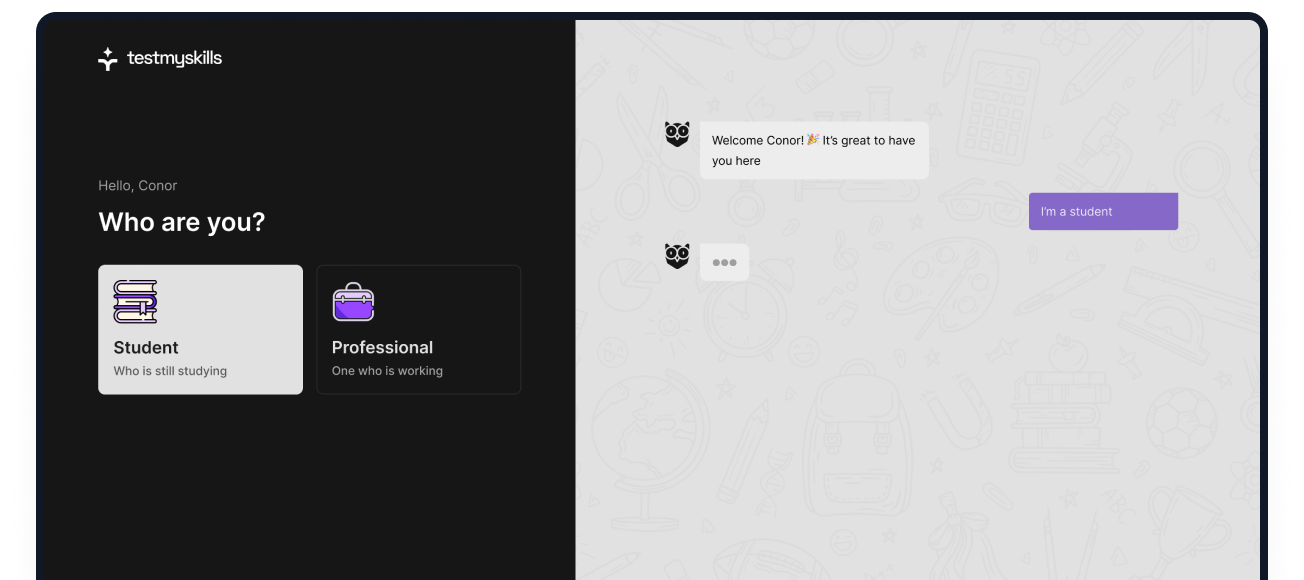 testmyskills
Hello, Conor
Who are you?
Student
Who is still studying
Professional
One who is working
Welcome Conor! 🎉 It's great to have
you here
I'm a student